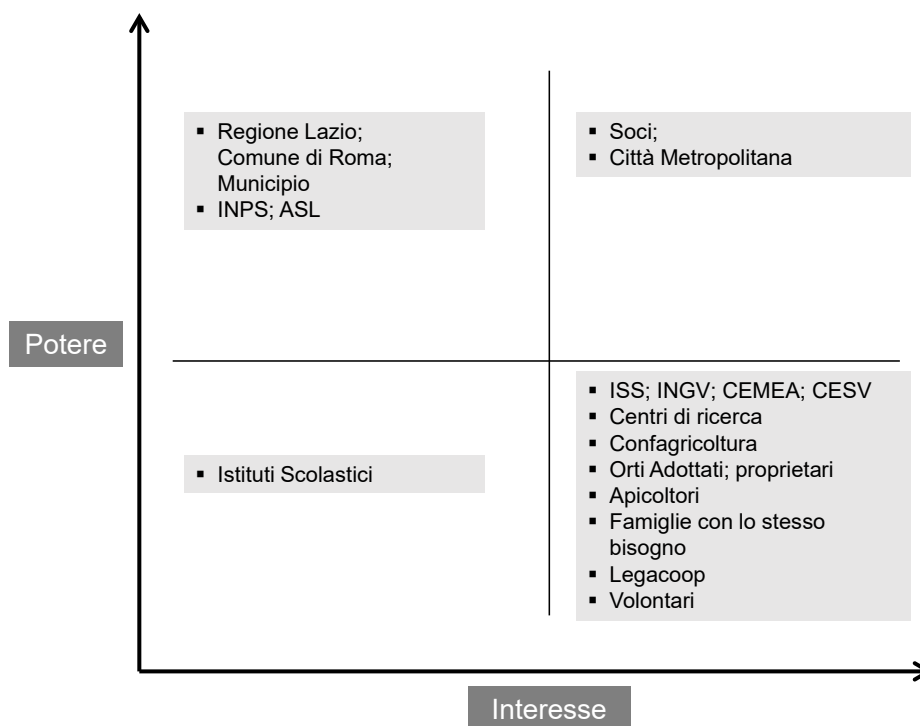 ▪ Regione Lazio;
Comune di Roma;
Municipio
▪ INPS; ASL
▪ Soci;
▪ Città Metropolitana
Potere
▪ Istituti Scolastici
▪ ISS; INGV; CEMEA; CESV
▪ Centri di ricerca
▪ Confagricoltura
▪ Orti Adottati; proprietari
▪ Apicoltori
▪ Famiglie con lo stesso
bisogno
▪ Legacoop
▪ Volontari
Interesse